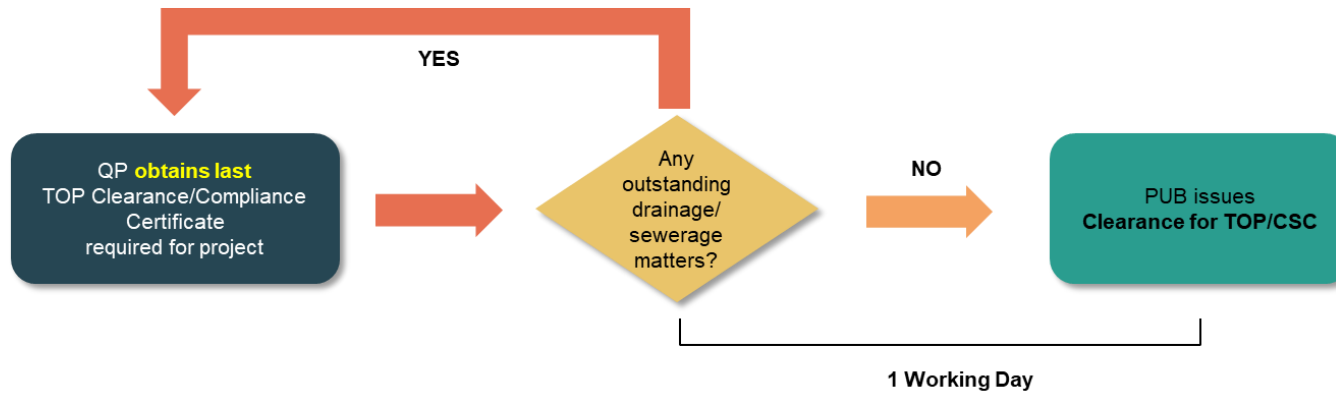 YES
QP obtains last
TOP Clearance/Compliance
Certificate
required for project
Any
outstanding
drainage/
sewerage
matters?
NO
PUB issues
Clearance for TOP/CSC
1 Working Day